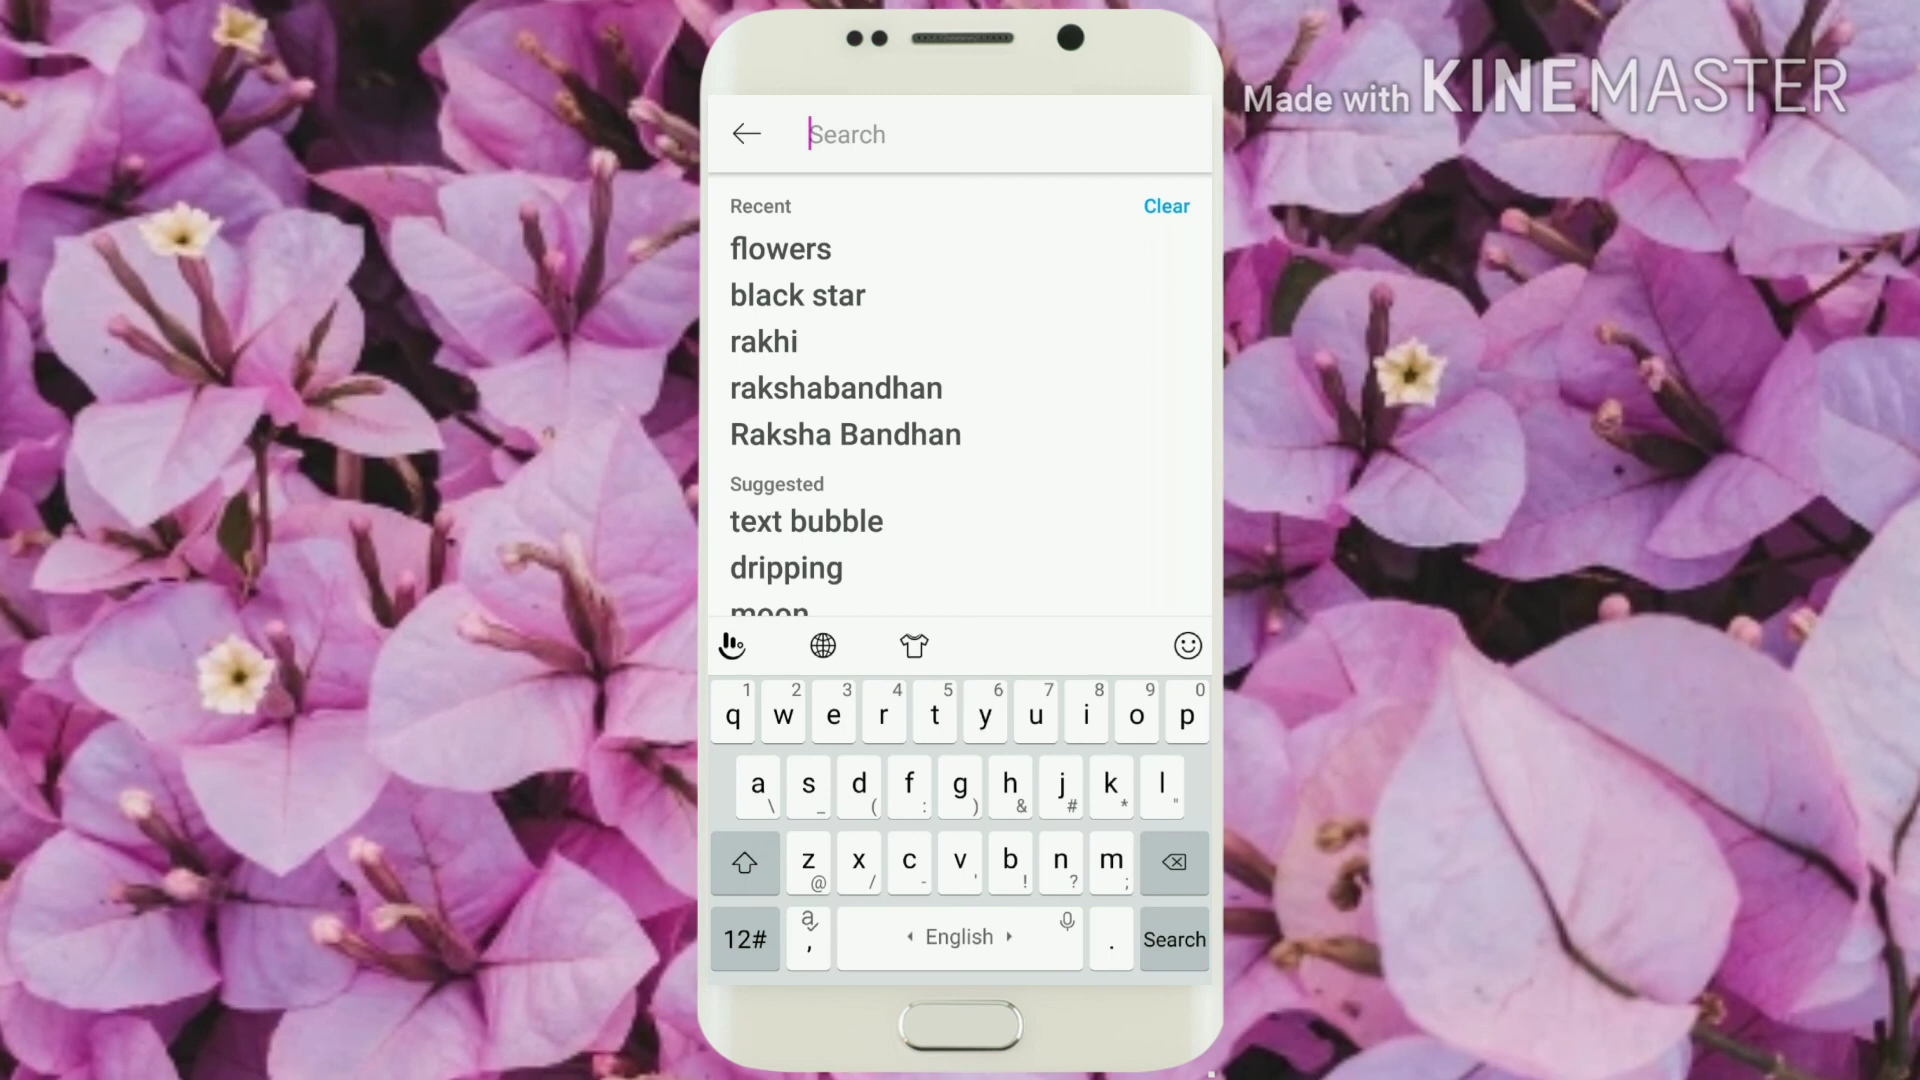 Made with KINEMASTER
Search
Recent Clear
flowers
black star
rakhi
rakshabandhan
Raksha Bandhan
Suggested
text bubble
dripping
moon
1 2 3 4 5 6 7 8 9 0
q w e r t y u i o p
a s d f g h j k l
\ _ ( : ) & # * "
z x c v b n m
@ / - ' ! ? ;
12# a , English . Search